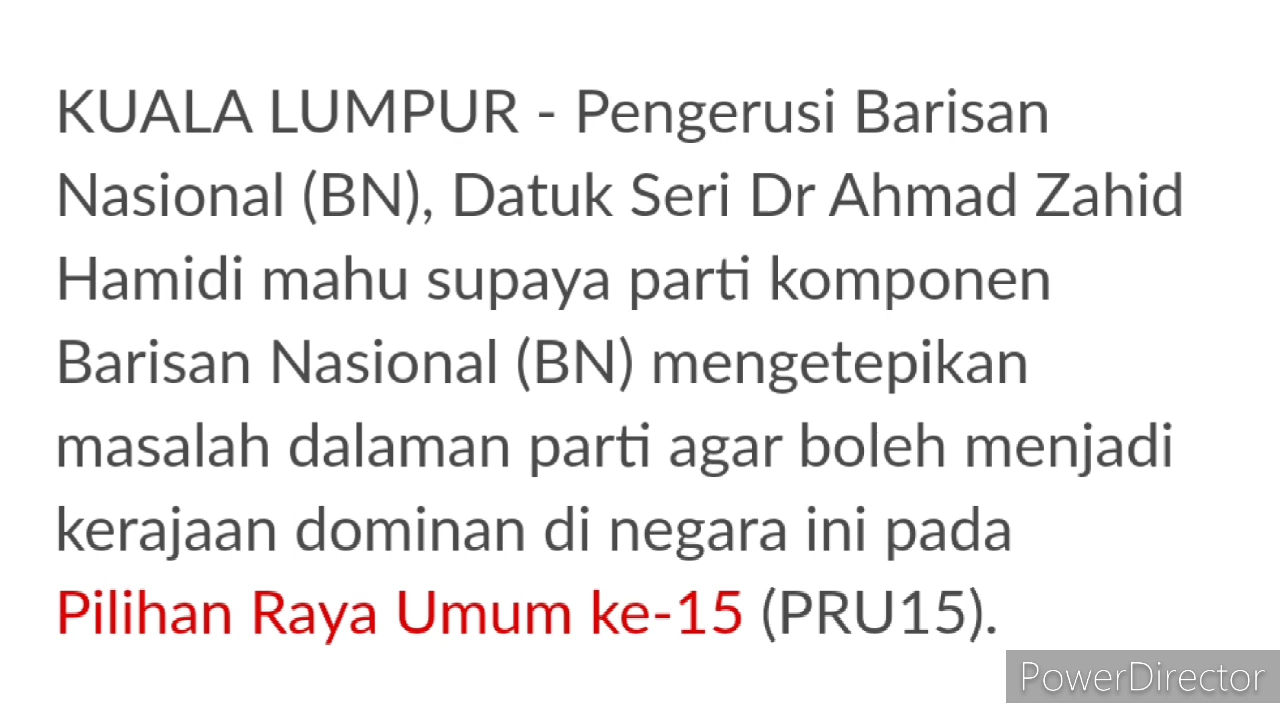 KUALA LUMPUR - Pengerusi Barisan
Nasional (BN), Datuk Seri Dr Ahmad Zahid
Hamidi mahu supaya parti komponen
Barisan Nasional (BN) mengetepikan
masalah dalaman parti agar boleh menjadi
kerajaan dominan di negara ini pada
Pilihan Raya Umum ke-15 (PRU15).
PowerDirector